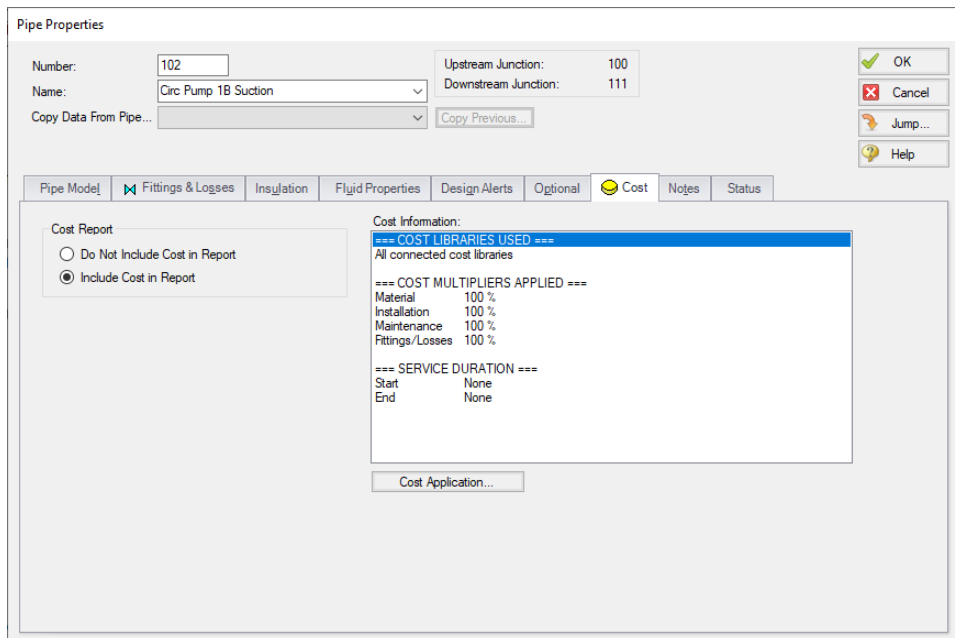 Pipe Properties
Number: 102
Name: Circ Pump 1B Suction
Copy Data From Pipe...
Copy Previous...
Upstream Junction: 100
Downstream Junction: 111
OK
Cancel
Jump...
Help
Pipe Model Fittings & Losses Insulation Fluid Properties Design Alerts Optional Cost Notes Status
Cost Report
Do Not Include Cost in Report
Include Cost in Report
Cost Information:
=== COST LIBRARIES USED ===
All connected cost libraries
=== COST MULTIPLIERS APPLIED ===
Material 100 %
Installation 100 %
Maintenance 100 %
Fittings/Losses 100 %
=== SERVICE DURATION ===
Start None
End None
Cost Application...